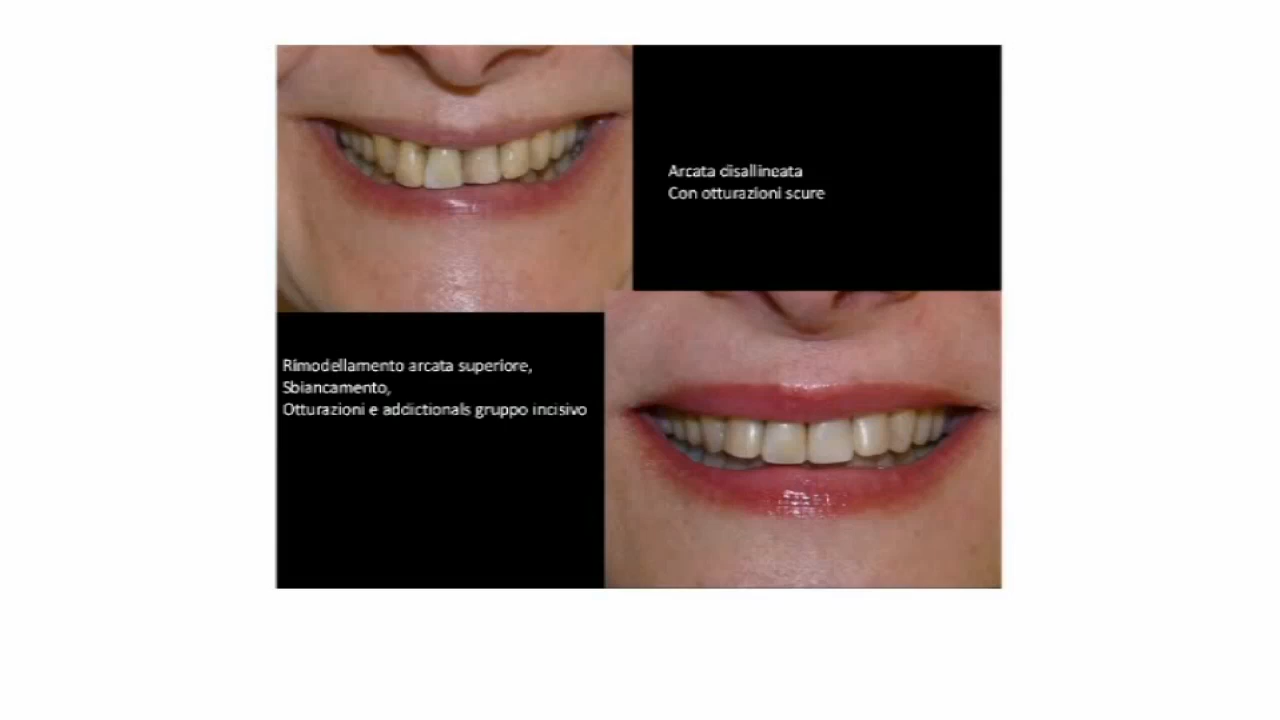 Arcata disallineata
Con otturazioni scure
Rimodellamento arcata superiore,
Sbiancamento,
Otturazioni e addictionals gruppo incisivo